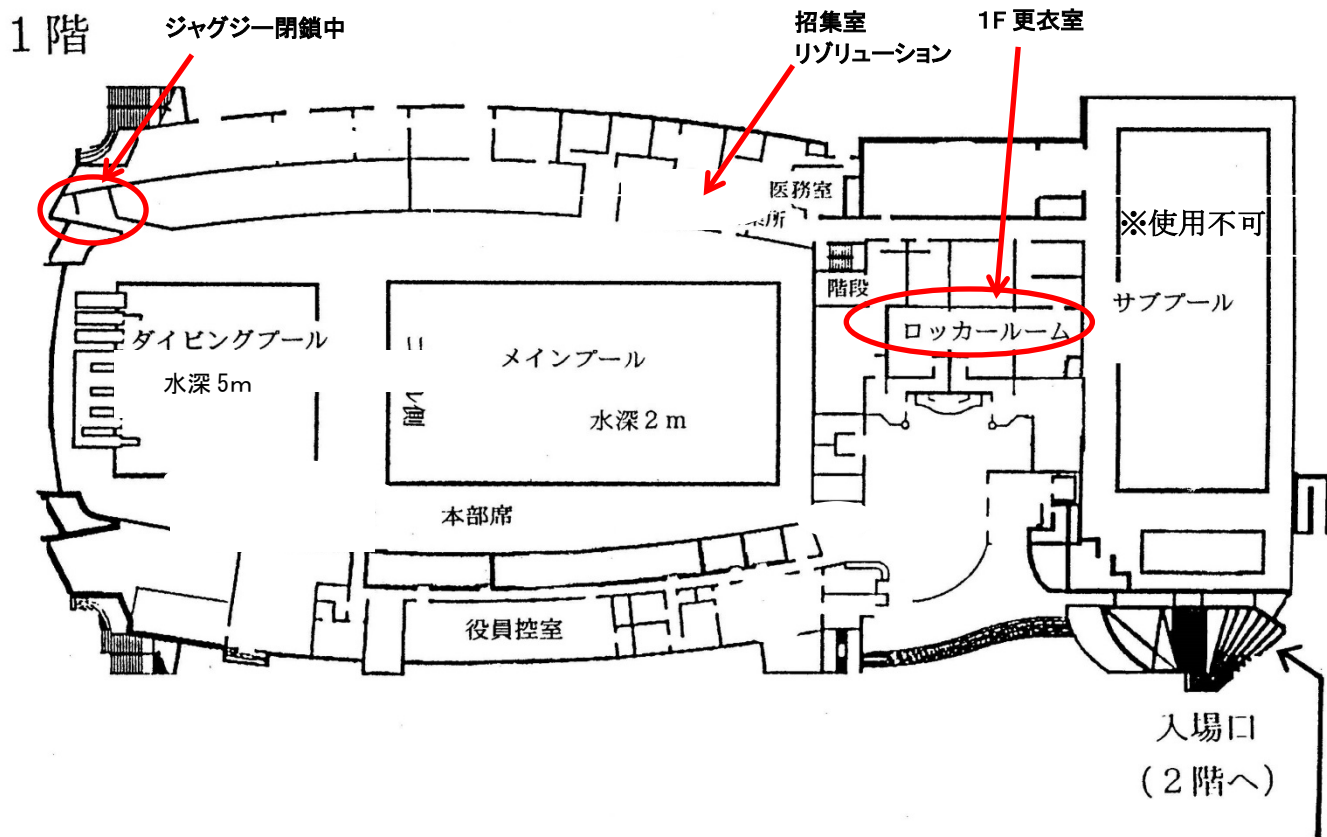 1階
ジャグジー閉鎖中
招集室
リゾリューション
1F 更衣室
医務室
所
※使用不可
階段
サブプール
ロッカールーム
ダイビングプール
水深5m
メインプール
水深2m
側
本部席
役員控室
入場口
(2階へ)